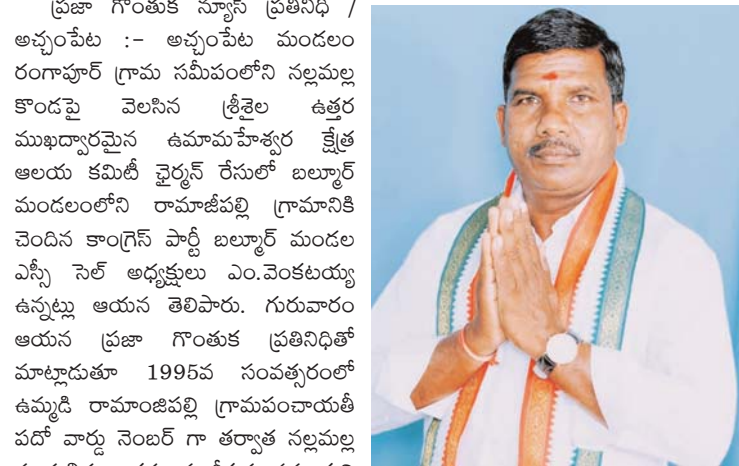 ప్రజా గొంతుక న్యూస్ ప్రతినిధి /
అచ్చంపేట :- అచ్చంపేట మండలం
రంగాపూర్ గ్రామ సమీపంలోని నల్లమల్ల
కొండపై వెలసిన శ్రీశైల ఉత్తర
ముఖద్వారమైన ఉమామహేశ్వర క్షేత్ర
ఆలయ కమిటీ ఛైర్మన్ రేసులో బల్మూర్
మండలంలోని రామాజీపల్లి గ్రామానికి
చెందిన కాంగ్రెస్ పార్టీ బల్మూర్ మండల
ఎస్సీ సెల్ అధ్యక్షులు ఎం.వెంకటయ్య
ఉన్నట్లు ఆయన తెలిపారు. గురువారం
ఆయన ప్రజా గొంతుక ప్రతినిధితో
మాట్లాడుతూ 1995వ సంవత్సరంలో
ఉమ్మడి రామాంజిపల్లి గ్రామపంచాయతీ
పదో వార్డు నెంబర్ గా తర్వాత నల్లమల్ల